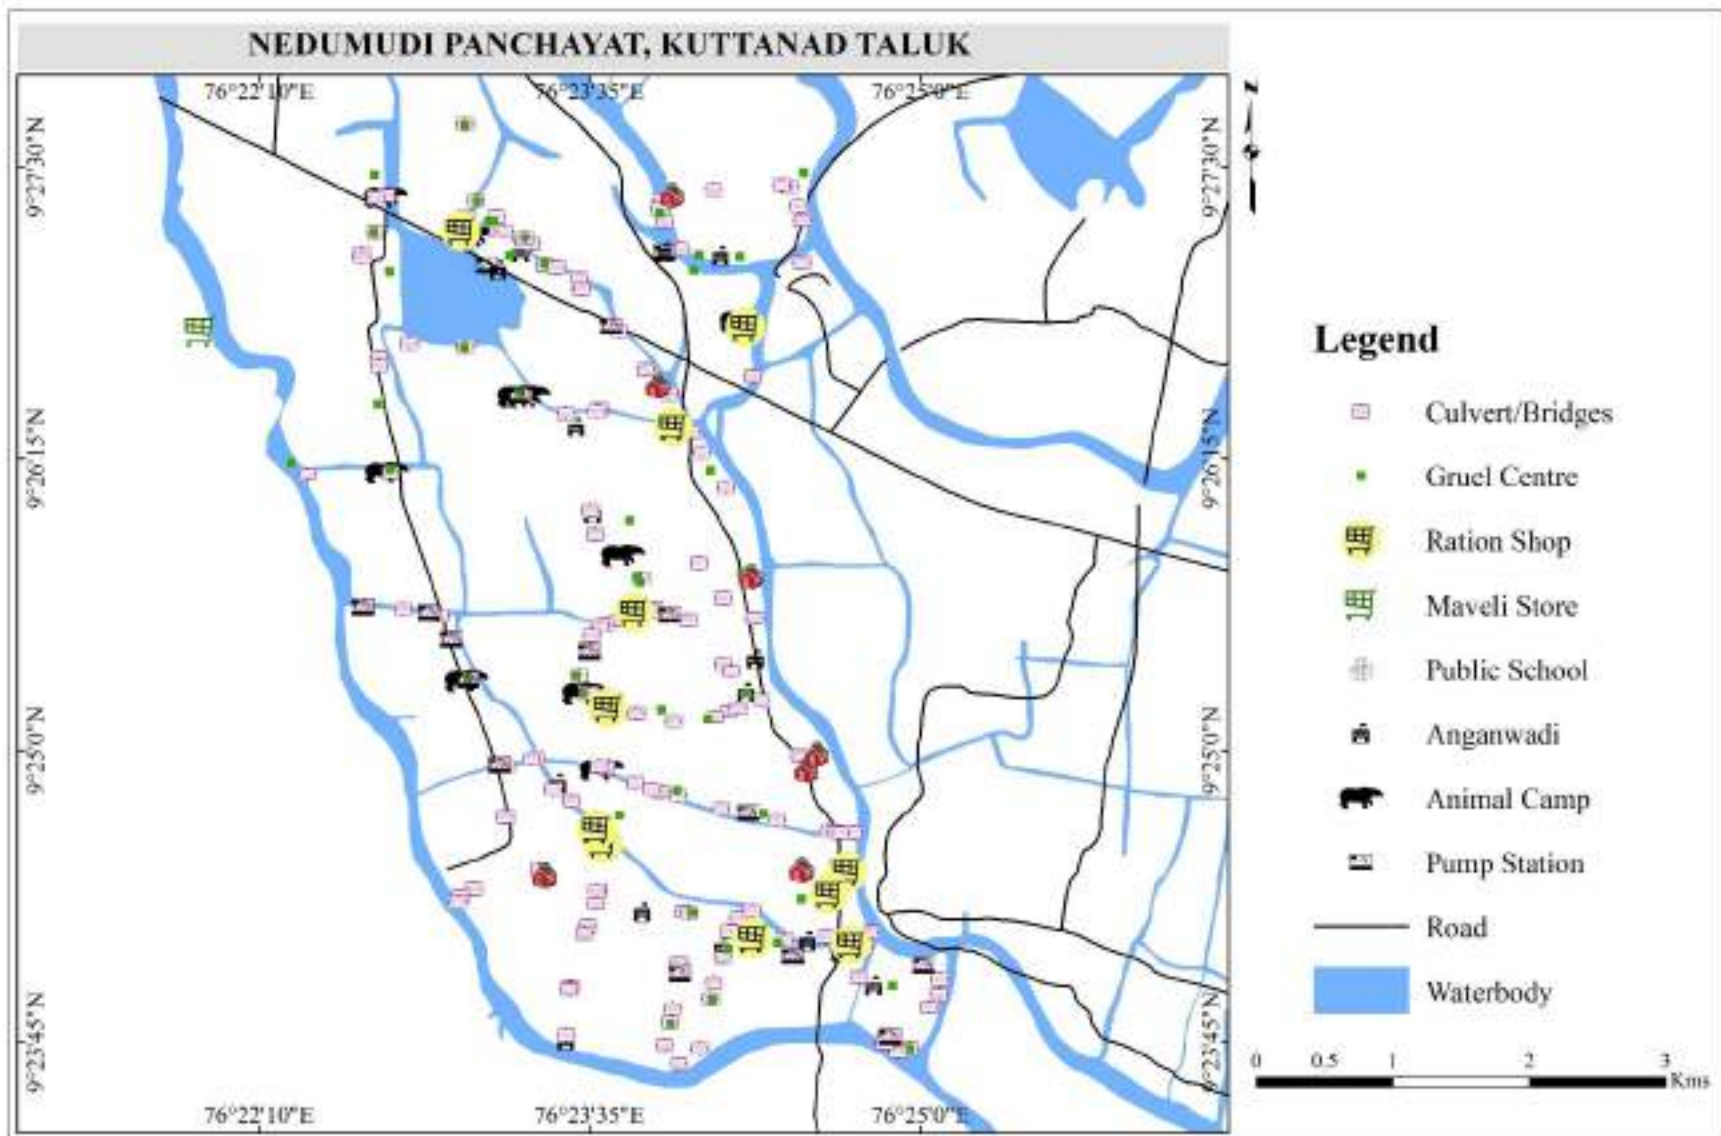 NEDUMUDI PANCHAYAT, KUTTANAD TALUK
76°22'10"E
76°23'35"E
76°25'0"E
9°27'30"N
9°26'15"N
9°25'0"N
9°23'45"N
9°27'30"N
9°26'15"N
9°25'0"N
9°23'45"N
76°22'10"E
76°23'35"E
76°25'0"E
N
Legend
Culvert/Bridges
Gruel Centre
Ration Shop
Maveli Store
Public School
Anganwadi
Animal Camp
Pump Station
Road
Waterbody
0 0.5 1 2 3
Kms